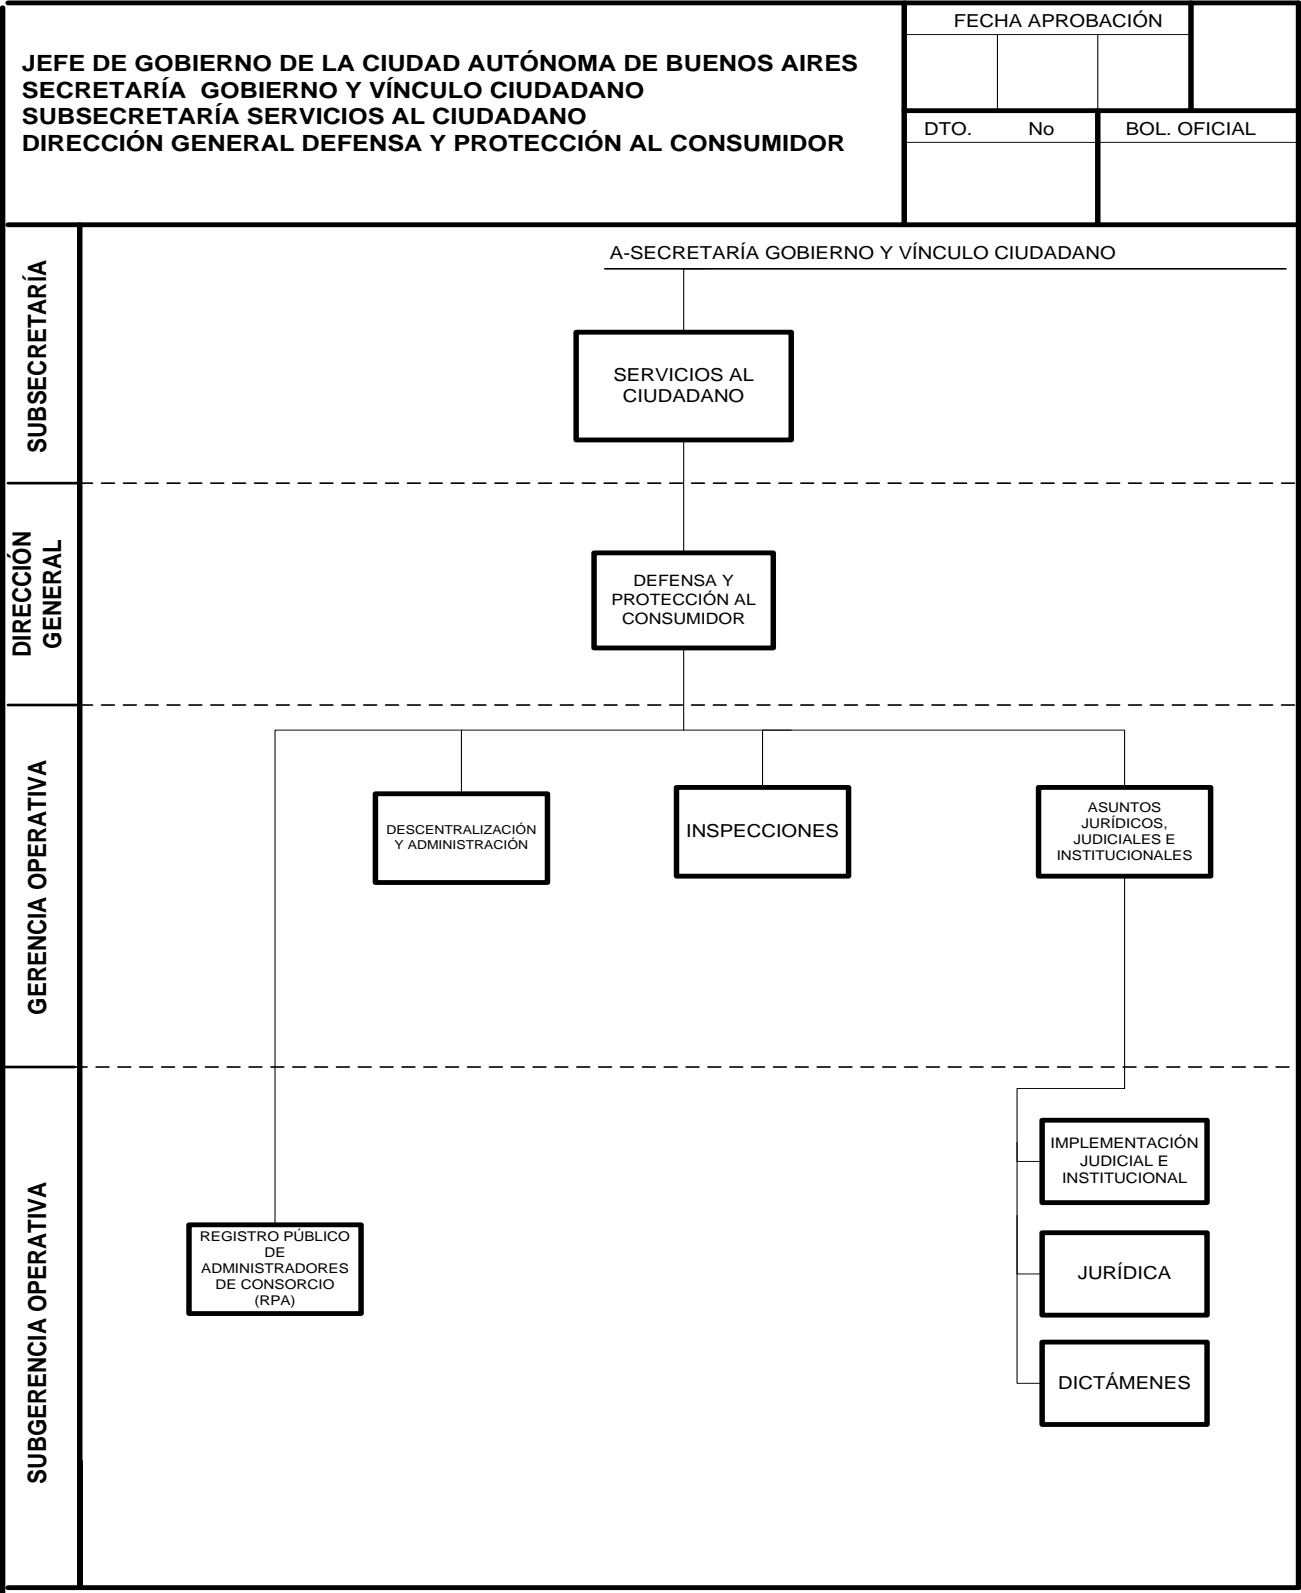 JEFE DE GOBIERNO DE LA CIUDAD AUTÓNOMA DE BUENOS AIRES
SECRETARÍA  GOBIERNO Y VÍNCULO CIUDADANO
SUBSECRETARÍA SERVICIOS AL CIUDADANO
DIRECCIÓN GENERAL DEFENSA Y PROTECCIÓN AL CONSUMIDOR
FECHA APROBACIÓN
DTO. No
BOL. OFICIAL
SUBSECRETARÍA
A-SECRETARÍA GOBIERNO Y VÍNCULO CIUDADANO
SERVICIOS AL
CIUDADANO
DIRECCIÓN
GENERAL
DEFENSA Y
PROTECCIÓN AL
CONSUMIDOR
GERENCIA OPERATIVA
DESCENTRALIZACIÓN
Y ADMINISTRACIÓN
INSPECCIONES
ASUNTOS
JURÍDICOS,
JUDICIALES E
INSTITUCIONALES
SUBGERENCIA OPERATIVA
REGISTRO PÚBLICO
DE
ADMINISTRADORES
DE CONSORCIO
(RPA)
IMPLEMENTACIÓN
JUDICIAL E
INSTITUCIONAL
JURÍDICA
DICTÁMENES